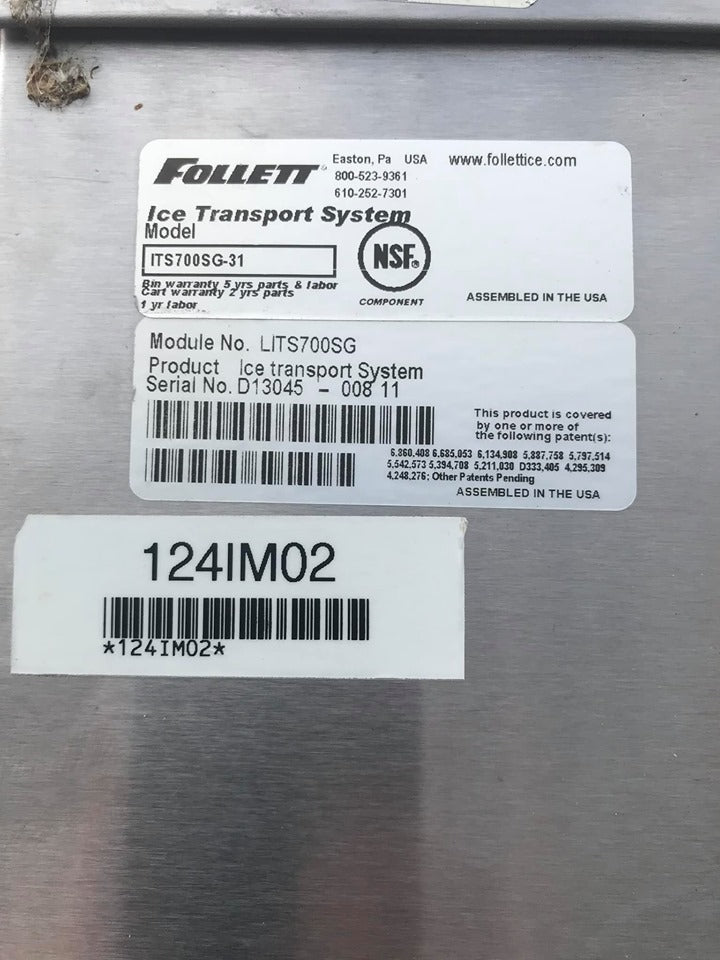 FOLLETT
Easton, Pa USA www.follettice.com
800-523-9361
610-252-7301
Ice Transport System
Model
ITS700SG-31
NSF.
COMPONENT
Bin warranty 5 yrs parts & labor
Cart warranty 2 yrs parts
1 yr labor
ASSEMBLED IN THE USA
Module No. LITS700SG
Product Ice transport System
Serial No. D13045 - 008 11
This product is covered
by one or more of
the following patent(s):
6,860,408 6,685,053 6,134,908 5,887,758 5,797,514
5,542,573 5,394,708 5,211,030 D333,405 4,295,309
4,248,276; Other Patents Pending
ASSEMBLED IN THE USA
124IM02
*124IM02*